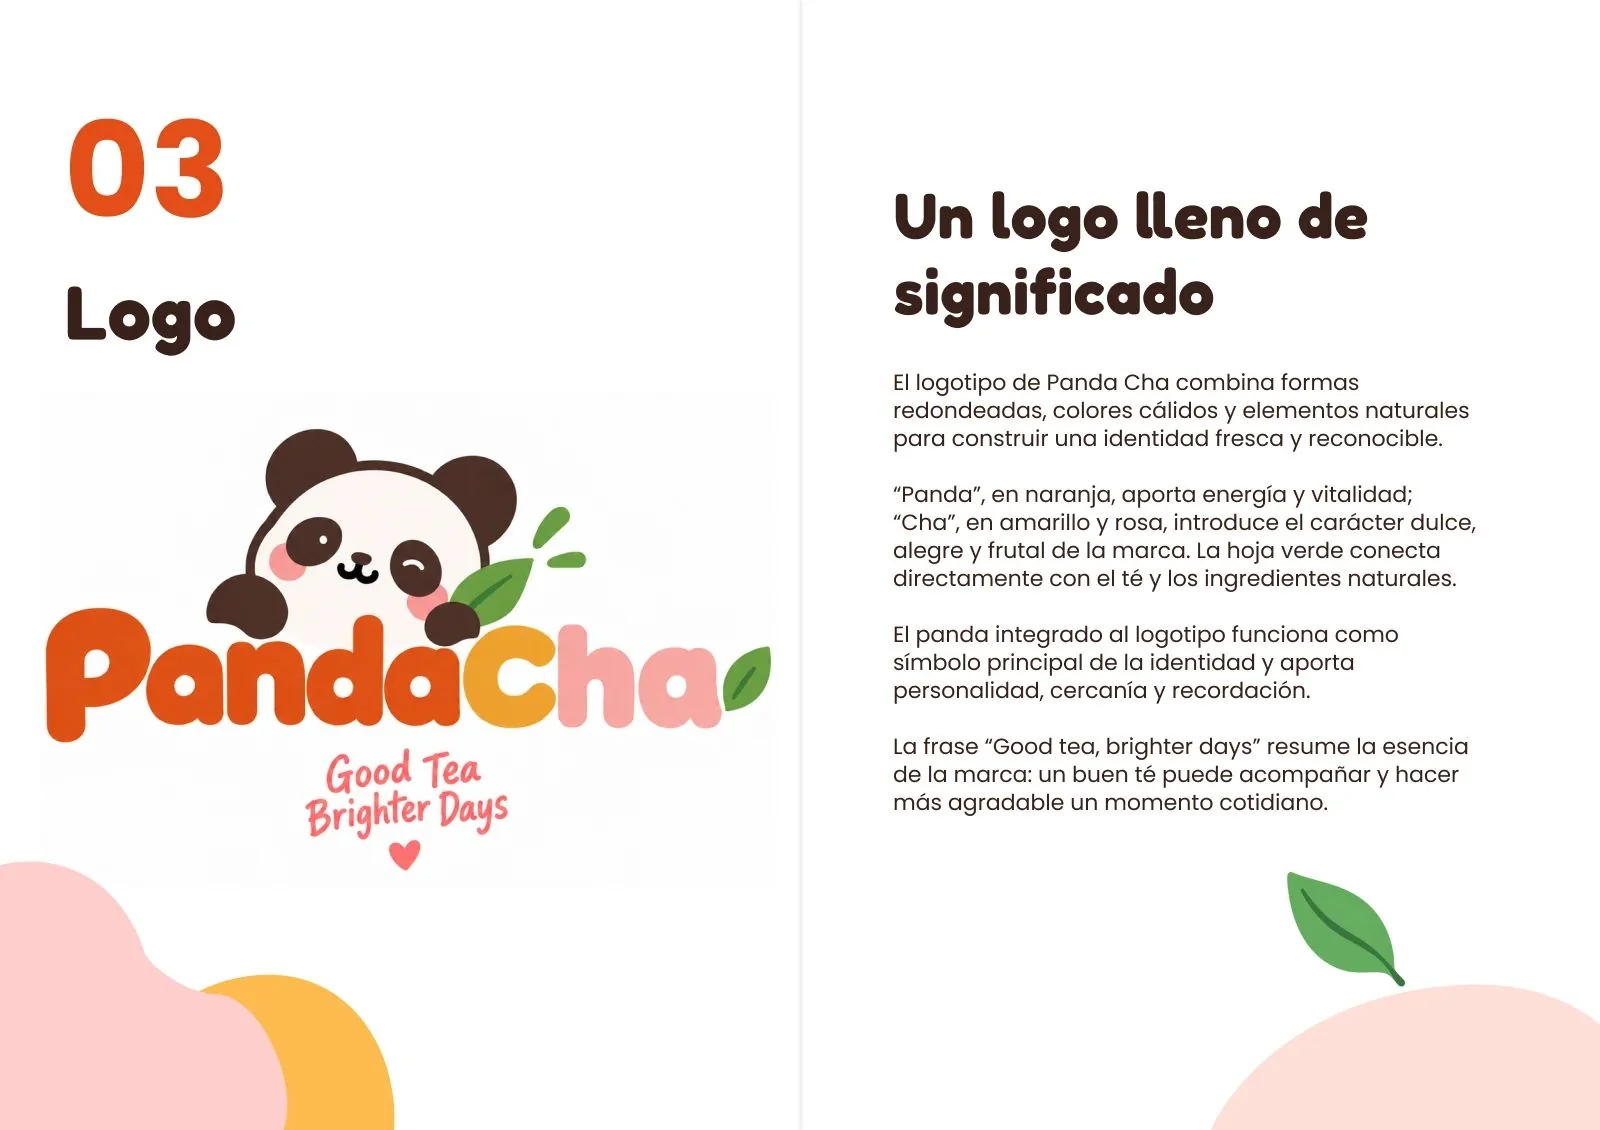 03
Logo
PandaCha
Good Tea
Brighter Days
Un logo lleno de
significado
El logotipo de Panda Cha combina formas
redondeadas, colores cálidos y elementos naturales
para construir una identidad fresca y reconocible.
“Panda”, en naranja, aporta energía y vitalidad;
“Cha”, en amarillo y rosa, introduce el carácter dulce,
alegre y frutal de la marca. La hoja verde conecta
directamente con el té y los ingredientes naturales.
El panda integrado al logotipo funciona como
símbolo principal de la identidad y aporta
personalidad, cercanía y recordación.
La frase “Good tea, brighter days” resume la esencia
de la marca: un buen té puede acompañar y hacer
más agradable un momento cotidiano.